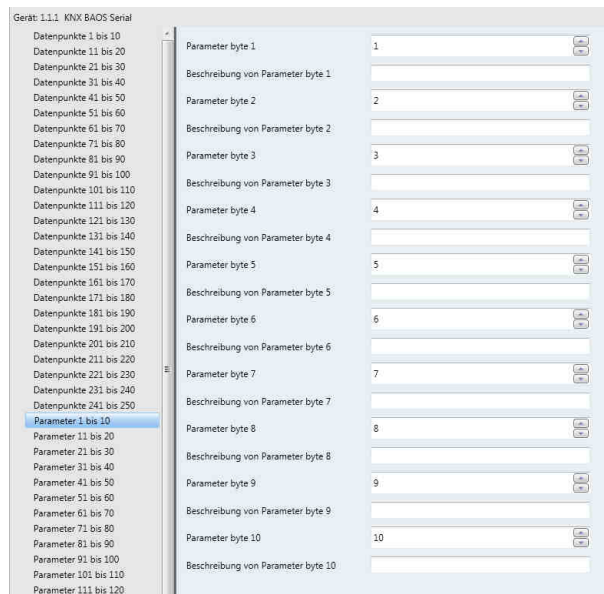 Gerät: 1.1.1 KNX BAOS Serial
Datenpunkte 1 bis 10
Datenpunkte 11 bis 20
Datenpunkte 21 bis 30
Datenpunkte 31 bis 40
Datenpunkte 41 bis 50
Datenpunkte 51 bis 60
Datenpunkte 61 bis 70
Datenpunkte 71 bis 80
Datenpunkte 81 bis 90
Datenpunkte 91 bis 100
Datenpunkte 101 bis 110
Datenpunkte 111 bis 120
Datenpunkte 121 bis 130
Datenpunkte 131 bis 140
Datenpunkte 141 bis 150
Datenpunkte 151 bis 160
Datenpunkte 161 bis 170
Datenpunkte 171 bis 180
Datenpunkte 181 bis 190
Datenpunkte 191 bis 200
Datenpunkte 201 bis 210
Datenpunkte 211 bis 220
Datenpunkte 221 bis 230
Datenpunkte 231 bis 240
Datenpunkte 241 bis 250
Parameter 1 bis 10
Parameter 11 bis 20
Parameter 21 bis 30
Parameter 31 bis 40
Parameter 41 bis 50
Parameter 51 bis 60
Parameter 61 bis 70
Parameter 71 bis 80
Parameter 81 bis 90
Parameter 91 bis 100
Parameter 101 bis 110
Parameter 111 bis 120
Parameter byte 1 1
Beschreibung von Parameter byte 1
Parameter byte 2 2
Beschreibung von Parameter byte 2
Parameter byte 3 3
Beschreibung von Parameter byte 3
Parameter byte 4 4
Beschreibung von Parameter byte 4
Parameter byte 5 5
Beschreibung von Parameter byte 5
Parameter byte 6 6
Beschreibung von Parameter byte 6
Parameter byte 7 7
Beschreibung von Parameter byte 7
Parameter byte 8 8
Beschreibung von Parameter byte 8
Parameter byte 9 9
Beschreibung von Parameter byte 9
Parameter byte 10 10
Beschreibung von Parameter byte 10